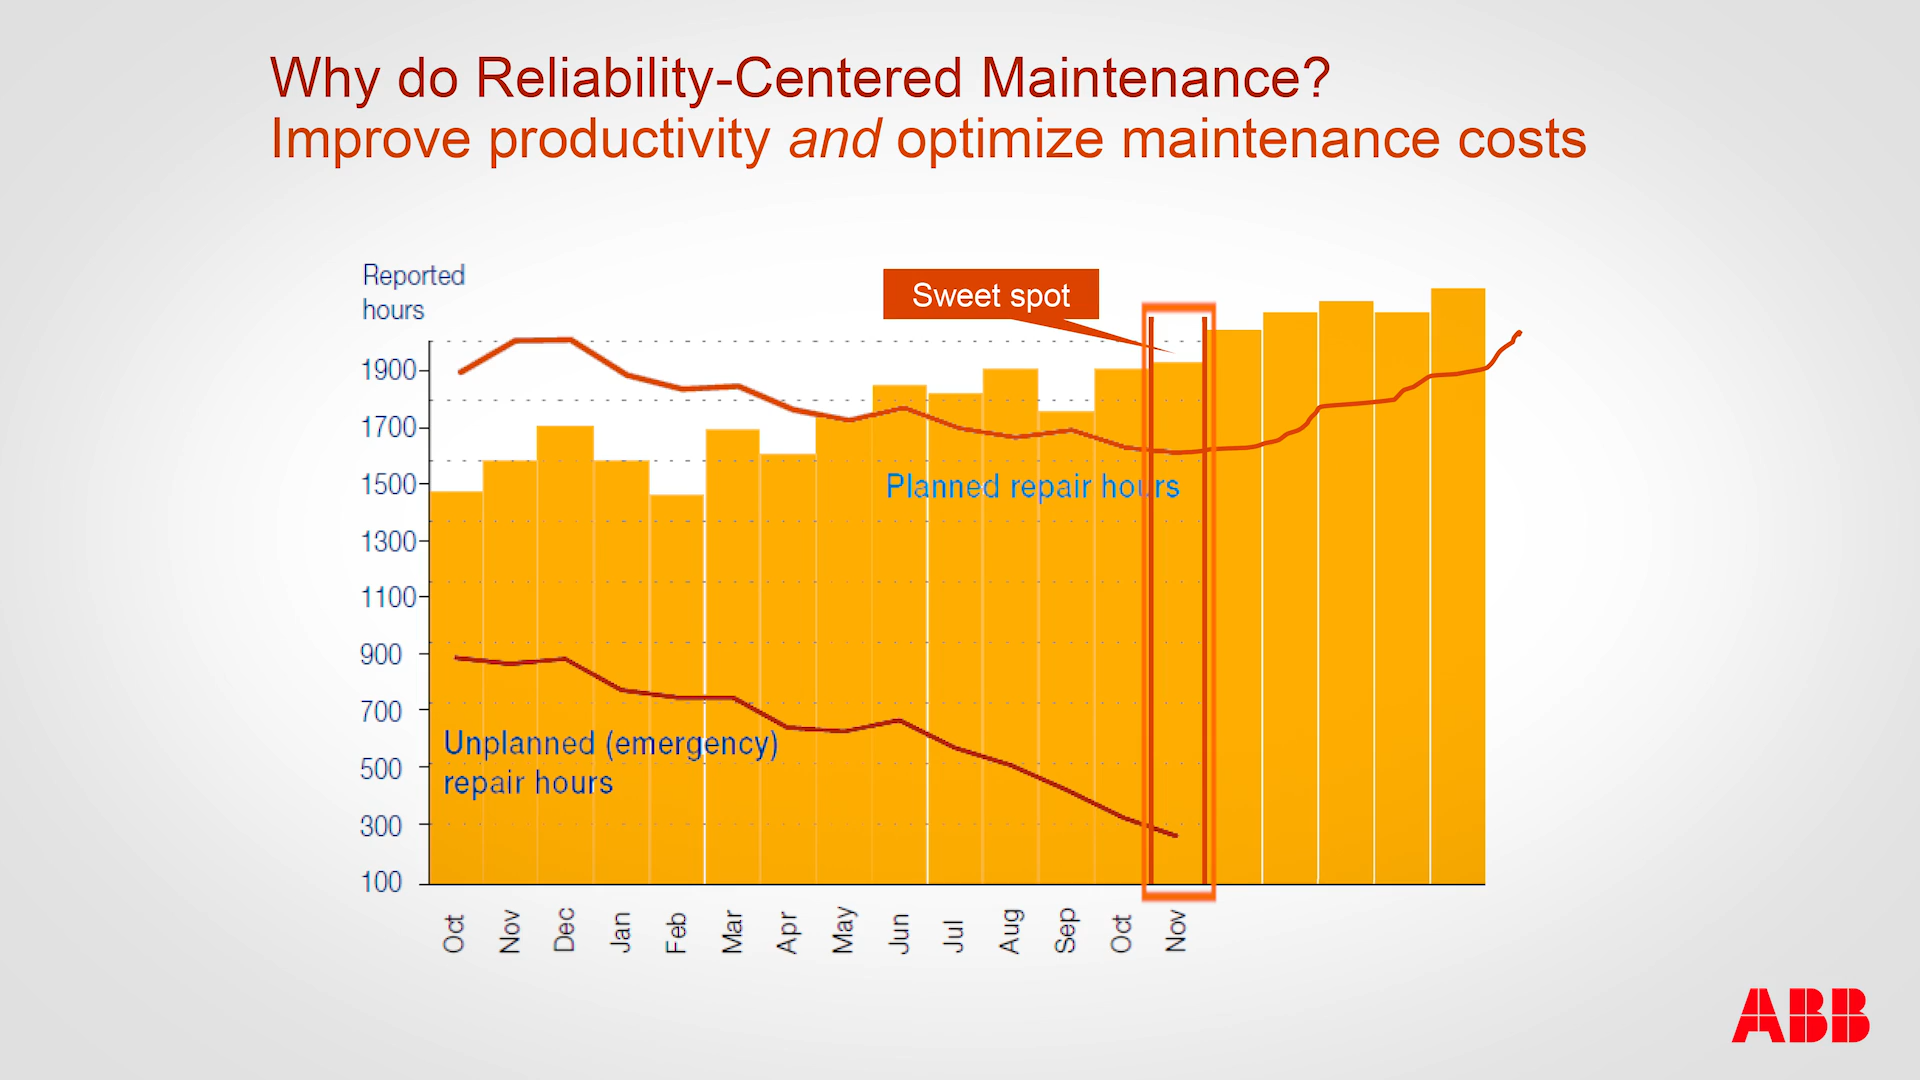 Why do Reliability-Centered Maintenance?
Improve productivity and optimize maintenance costs
Reported
hours
Sweet spot
1900
1700
1500
1300
1100
900
700
500
300
100
Planned repair hours
Unplanned (emergency)
repair hours
Oct Nov Dec Jan Feb Mar Apr May Jun Jul Aug Sep Oct Nov
ABB